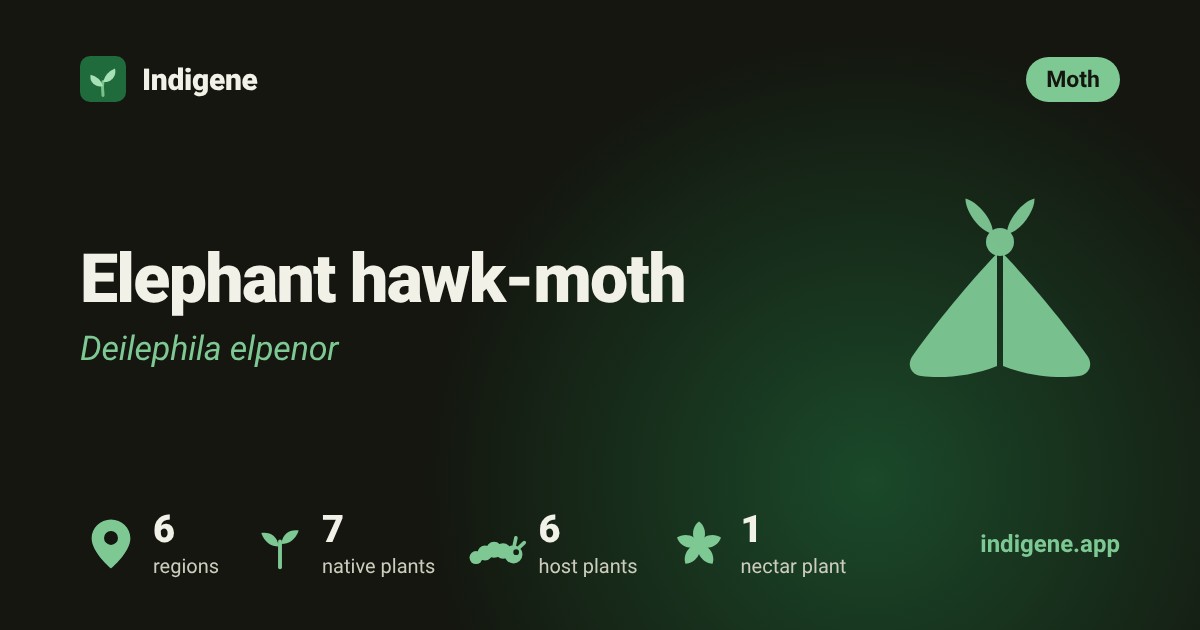 Indigene
Moth
Elephant hawk-moth
Deilephila elpenor
6
regions
7
native plants
6
host plants
1
nectar plant
indigene.app